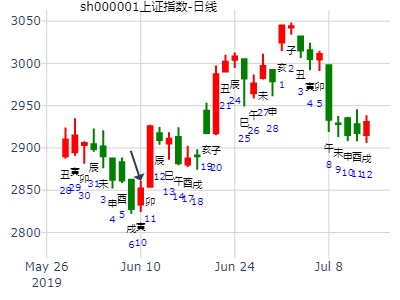 sh000001上证指数-日线
3050
3000
2950
2900
2850
2800
丑 寅 卯 辰 未 申 酉 戌 寅 卯 辰 巳 午 酉 戌 亥 子 丑 辰 巳 午 未 申 亥 子 丑 寅 卯 午 未 申 酉 戌
28 29 30 31 3 4 5 6 10 11 12 13 14 17 18 19 20 21 24 25 26 27 28 1 2 3 4 5 8 9 10 11 12
May 26 Jun 10 Jun 24 Jul 8
2019